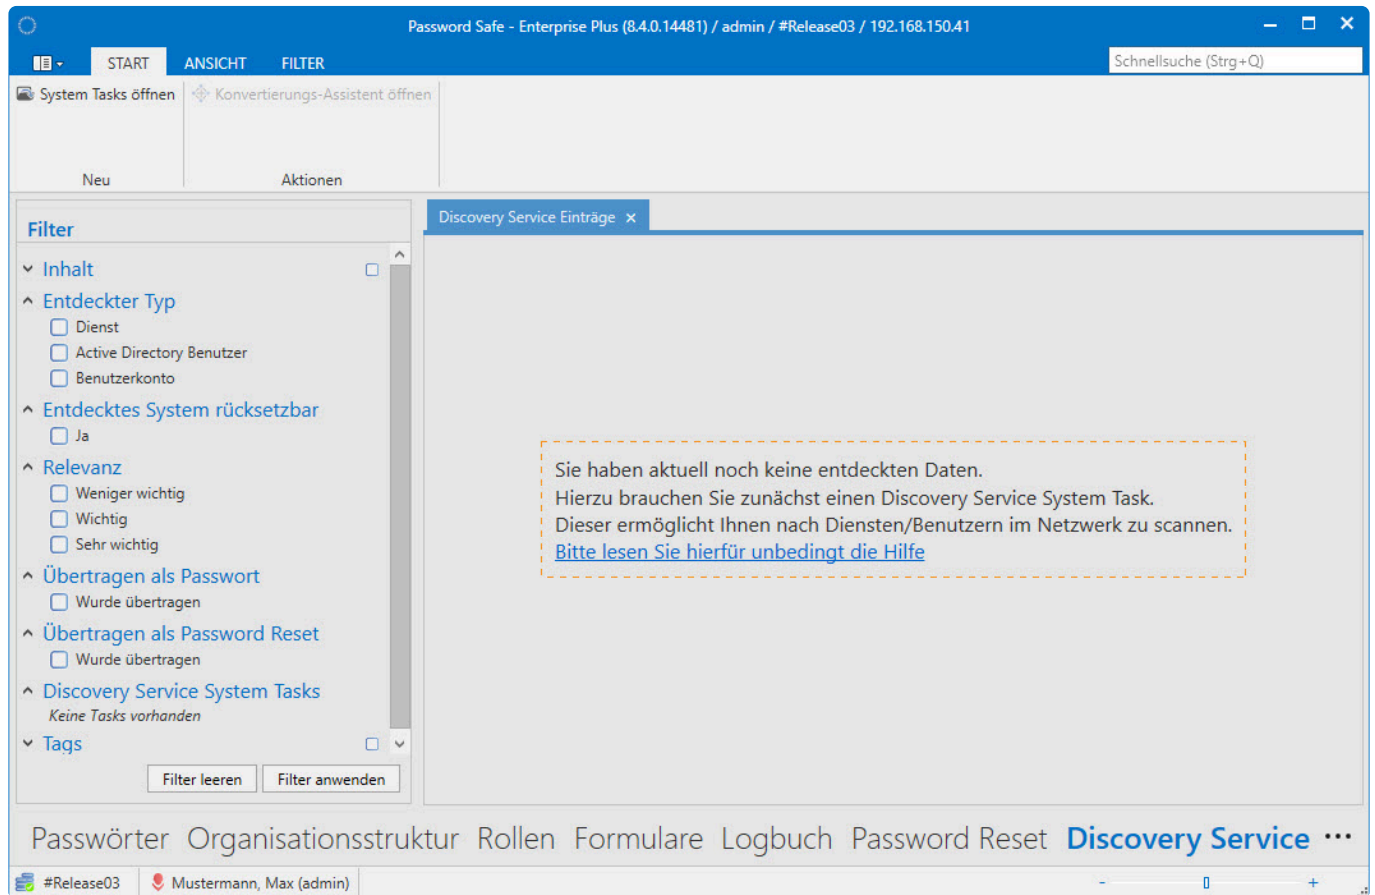 Password Safe - Enterprise Plus (8.4.0.14481) / admin / #Release03 / 192.168.150.41
START ANSICHT FILTER
Schnellsuche (Strg+Q)
System Tasks öffnen
Konvertierungs-Assistent öffnen
Neu
Aktionen
Filter
Inhalt
Entdeckter Typ
Dienst
Active Directory Benutzer
Benutzerkonto
Entdecktes System rücksetzbar
Ja
Relevanz
Weniger wichtig
Wichtig
Sehr wichtig
Übertragen als Passwort
Wurde übertragen
Übertragen als Password Reset
Wurde übertragen
Discovery Service System Tasks
Keine Tasks vorhanden
Tags
Filter leeren
Filter anwenden
Discovery Service Einträge
Sie haben aktuell noch keine entdeckten Daten.
Hierzu brauchen Sie zunächst einen Discovery Service System Task.
Dieser ermöglicht Ihnen nach Diensten/Benutzern im Netzwerk zu scannen.
Bitte lesen Sie hierfür unbedingt die Hilfe
Passwörter Organisationsstruktur Rollen Formulare Logbuch Password Reset Discovery Service ...
#Release03
Mustermann, Max (admin)